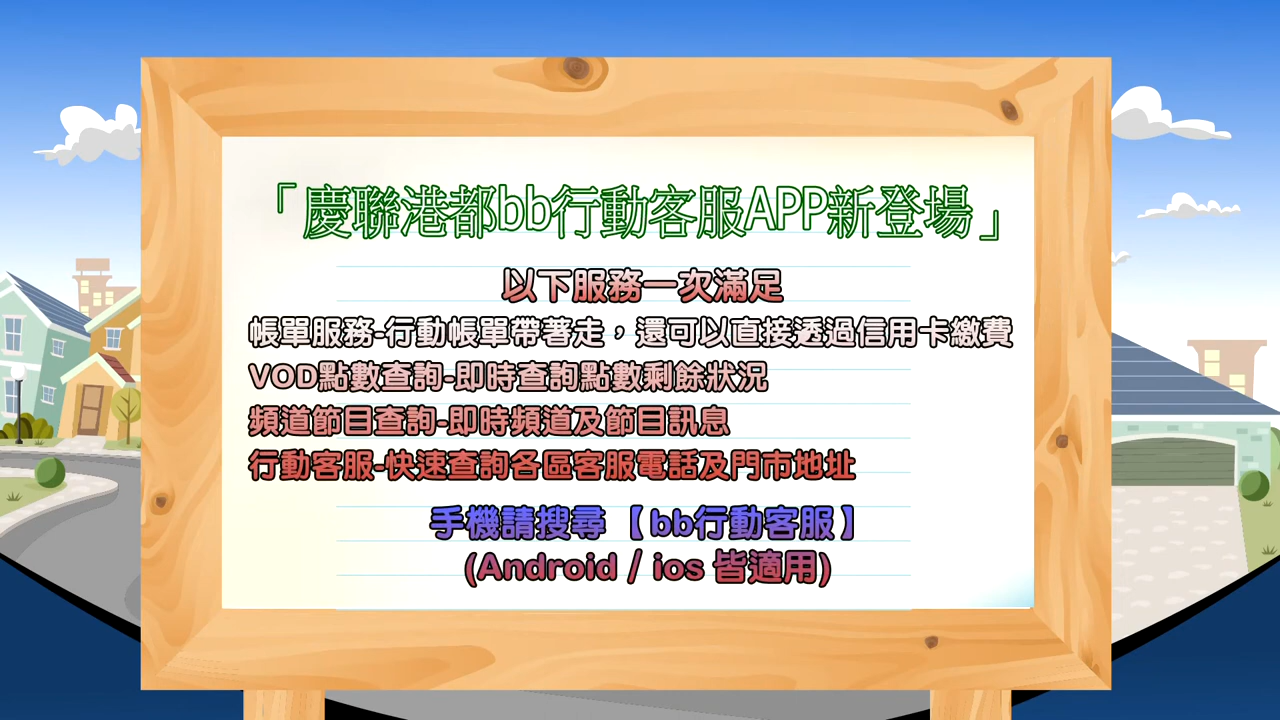 「慶聯港都bb行動客服APP新登場」
以下服務一次滿足
帳單服務-行動帳單帶著走，還可以直接透過信用卡繳費
VOD點數查詢-即時查詢點數剩餘狀況
頻道節目查詢-即時頻道及節目訊息
行動客服-快速查詢各區客服電話及門市地址
手機請搜尋【bb行動客服】
(Android / ios 皆適用)